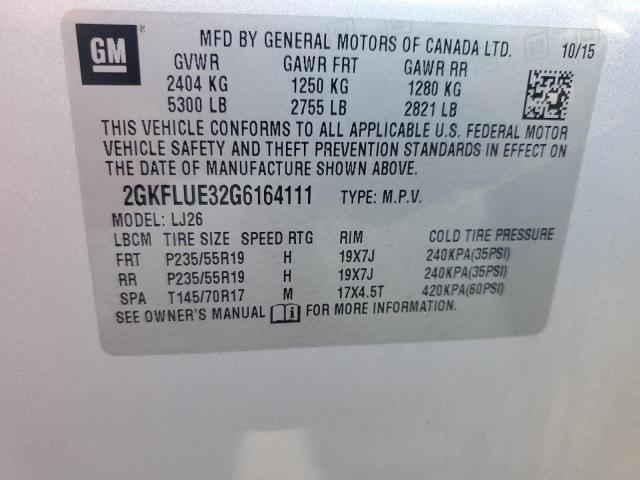 GM
MFD BY GENERAL MOTORS OF CANADA LTD. 10/15
GVWR GAWR FRT GAWR RR
2404 KG 1250 KG 1280 KG
5300 LB 2755 LB 2821 LB
THIS VEHICLE CONFORMS TO ALL APPLICABLE U.S. FEDERAL MOTOR
VEHICLE SAFETY AND THEFT PREVENTION STANDARDS IN EFFECT ON
THE DATE OF MANUFACTURE SHOWN ABOVE.
2GKFLUE32G6164111 TYPE: M.P.V.
MODEL: LJ26
LBCM TIRE SIZE SPEED RTG RIM COLD TIRE PRESSURE
FRT P235/55R19 H 19X7J 240KPA(35PSI)
RR P235/55R19 H 19X7J 240KPA(35PSI)
SPA T145/70R17 M 17X4.5T 420KPA(60PSI)
SEE OWNER'S MANUAL FOR MORE INFORMATION.